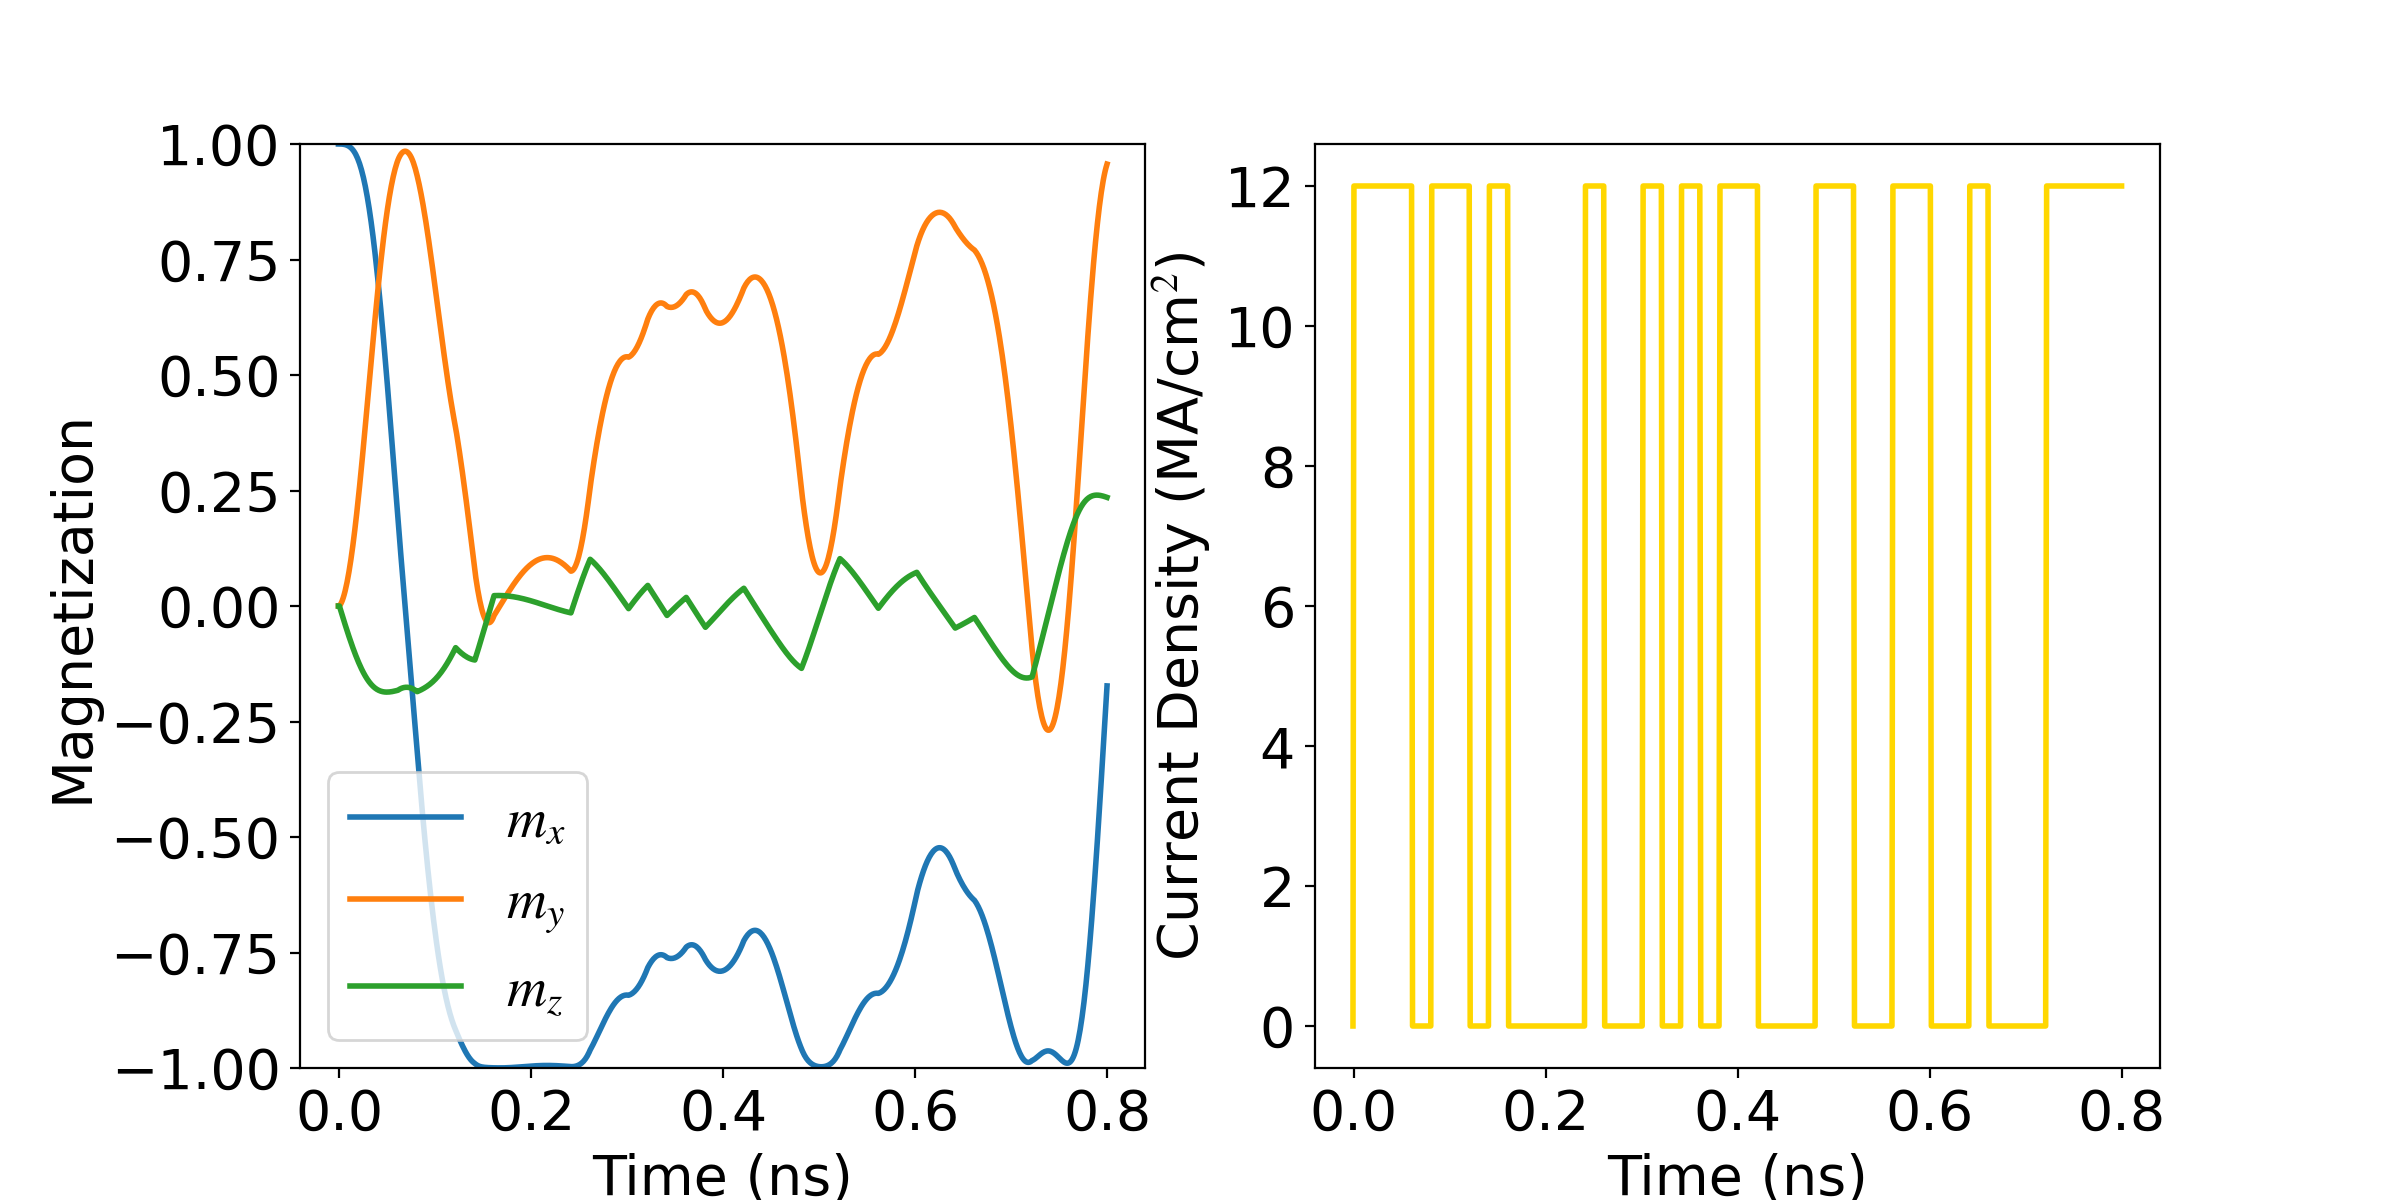 1.00
0.75
0.50
0.25
0.00
−0.25
−0.50
−0.75
−1.00
Magnetization
0.0 0.2 0.4 0.6 0.8
Time (ns)
m_x
m_y
m_z
12
10
8
6
4
2
0
Current Density (MA/cm²)
0.0 0.2 0.4 0.6 0.8
Time (ns)